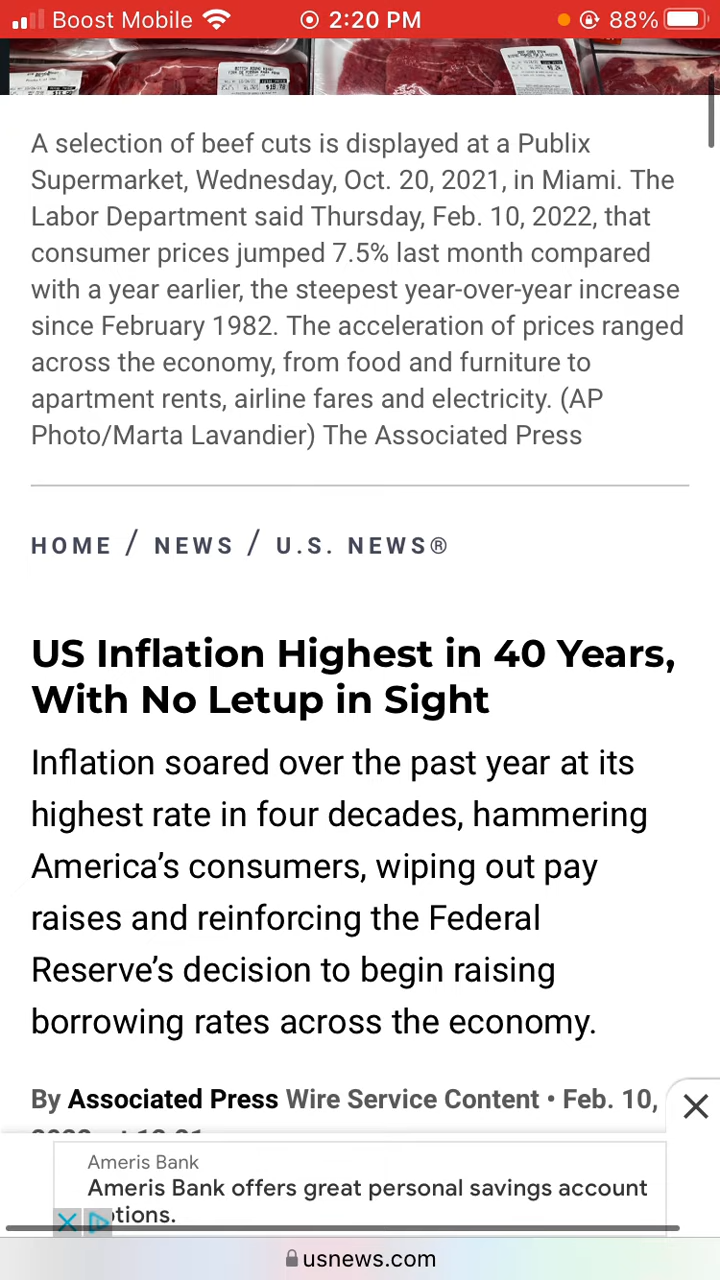 Boost Mobile 2:20 PM 88%
A selection of beef cuts is displayed at a Publix
Supermarket, Wednesday, Oct. 20, 2021, in Miami. The
Labor Department said Thursday, Feb. 10, 2022, that
consumer prices jumped 7.5% last month compared
with a year earlier, the steepest year-over-year increase
since February 1982. The acceleration of prices ranged
across the economy, from food and furniture to
apartment rents, airline fares and electricity. (AP
Photo/Marta Lavandier) The Associated Press
HOME / NEWS / U.S. NEWS®
US Inflation Highest in 40 Years,
With No Letup in Sight
Inflation soared over the past year at its
highest rate in four decades, hammering
America's consumers, wiping out pay
raises and reinforcing the Federal
Reserve's decision to begin raising
borrowing rates across the economy.
By Associated Press Wire Service Content • Feb. 10,
Ameris Bank
Ameris Bank offers great personal savings account
tions.
usnews.com